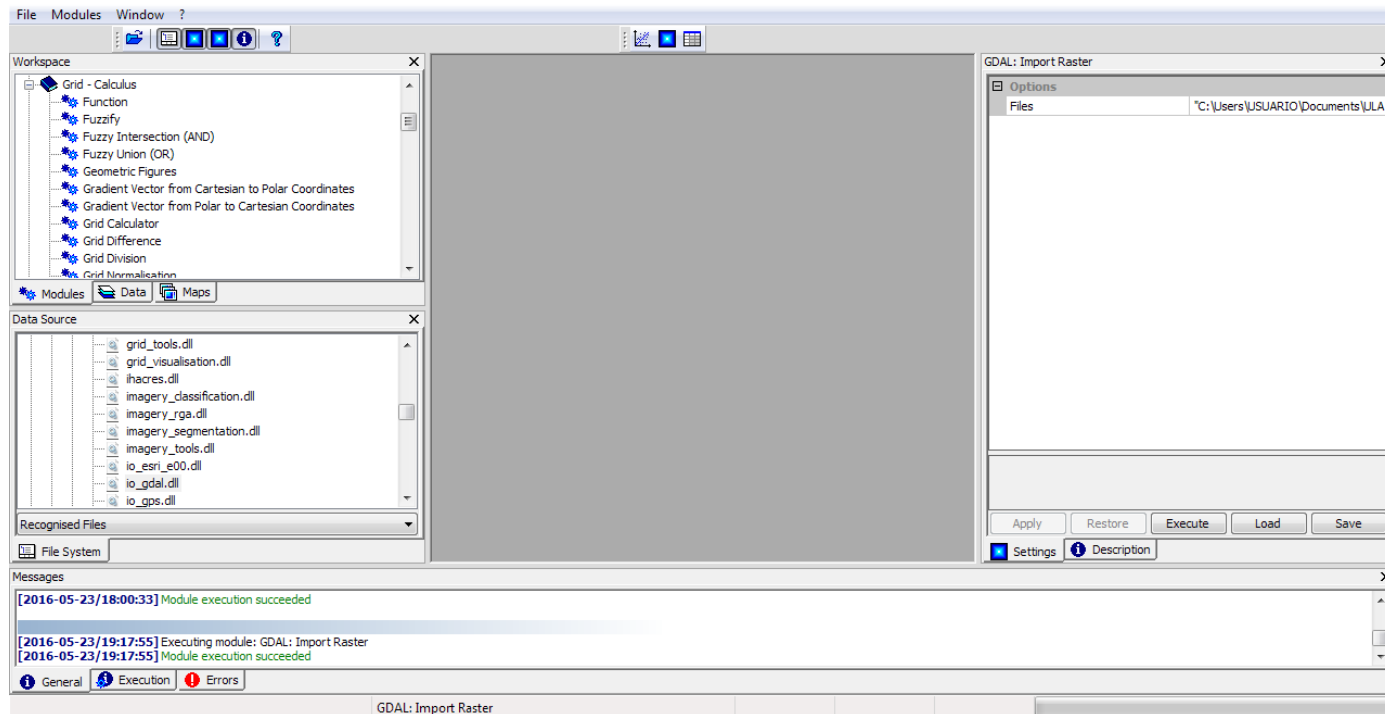 File Modules Window ?
Workspace
Grid - Calculus
Function
Fuzzify
Fuzzy Intersection (AND)
Fuzzy Union (OR)
Geometric Figures
Gradient Vector from Cartesian to Polar Coordinates
Gradient Vector from Polar to Cartesian Coordinates
Grid Calculator
Grid Difference
Grid Division
Grid Normalisation
Modules Data Maps
Data Source
grid_tools.dll
grid_visualisation.dll
ihacres.dll
imagery_classification.dll
imagery_rga.dll
imagery_segmentation.dll
imagery_tools.dll
io_esri_e00.dll
io_gdal.dll
io_gps.dll
Recognised Files
File System
GDAL: Import Raster
Options
Files "C:\Users\USUARIO\Documents\ULA
Apply Restore Execute Load Save
Settings Description
Messages
[2016-05-23/18:00:33] Module execution succeeded
[2016-05-23/19:17:55] Executing module: GDAL: Import Raster
[2016-05-23/19:17:55] Module execution succeeded
General Execution Errors
GDAL: Import Raster